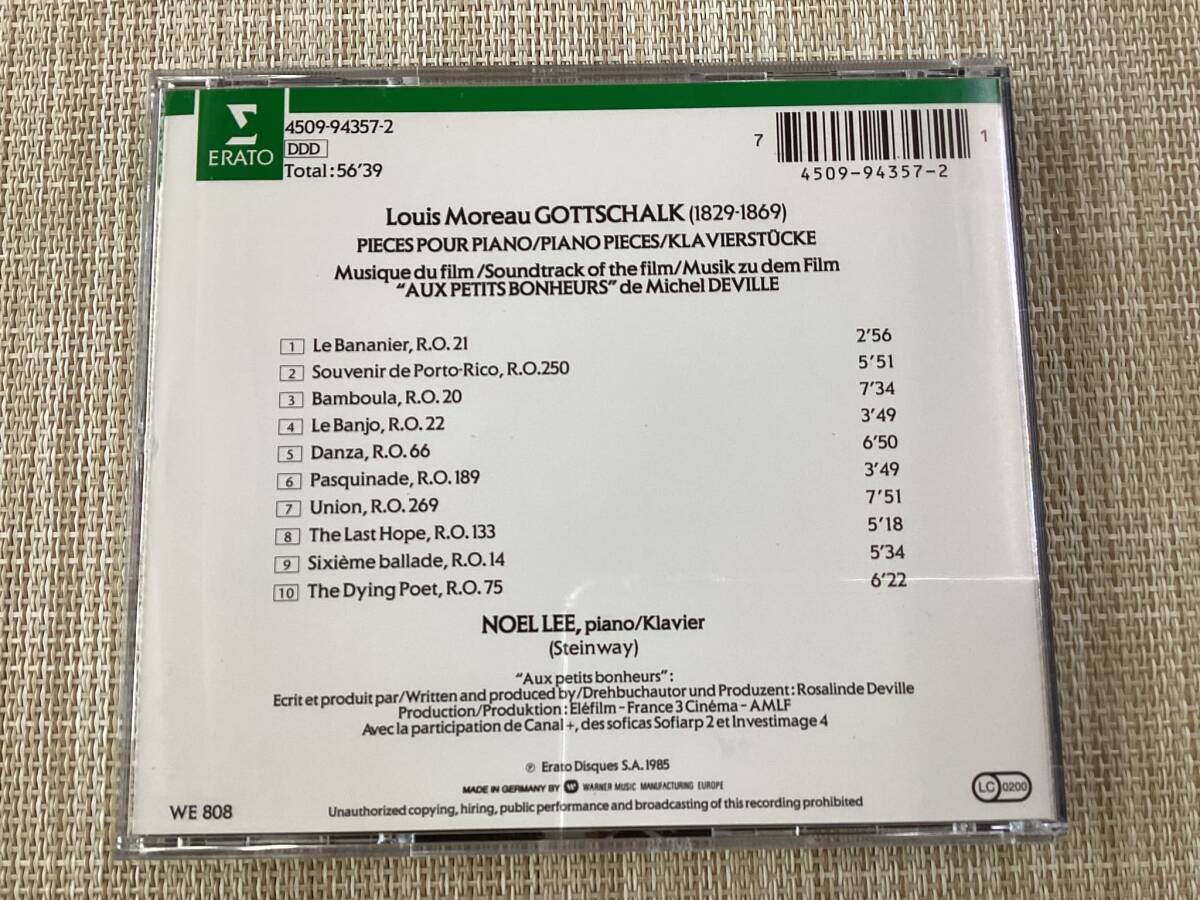 ERATO
4509-94357-2
DDD
Total: 56'39
7 4509-94357-2 1
Louis Moreau GOTTSCHALK (1829-1869)
PIECES POUR PIANO/PIANO PIECES/KLAVIERSTÜCKE
Musique du film/Soundtrack of the film/Musik zu dem Film
"AUX PETITS BONHEURS" de Michel DEVILLE
1 Le Bananier, R.O. 21 2'56
2 Souvenir de Porto-Rico, R.O.250 5'51
3 Bamboula, R.O. 20 7'34
4 Le Banjo, R.O. 22 3'49
5 Danza, R.O. 66 6'50
6 Pasquinade, R.O. 189 3'49
7 Union, R.O. 269 7'51
8 The Last Hope, R.O. 133 5'18
9 Sixième ballade, R.O. 14 5'34
10 The Dying Poet, R.O. 75 6'22
NOEL LEE, piano/Klavier
(Steinway)
"Aux petits bonheurs":
Ecrit et produit par/Written and produced by/Drehbuchautor und Produzent: Rosalinde Deville
Production/Produktion: Eléfilm - France 3 Cinéma - AMLF
Avec la participation de Canal +, des soficas Sofiarp 2 et Investimage 4
℗ Erato Disques S.A. 1985
MADE IN GERMANY BY WARNER MUSIC MANUFACTURING EUROPE
LC 0200
WE 808
Unauthorized copying, hiring, public performance and broadcasting of this recording prohibited